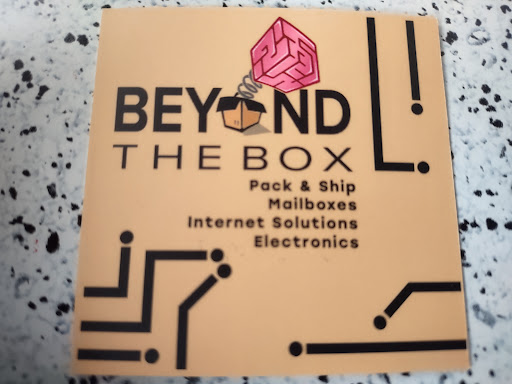 BEYOND
THE BOX
Pack & Ship
Mailboxes
Internet Solutions
Electronics